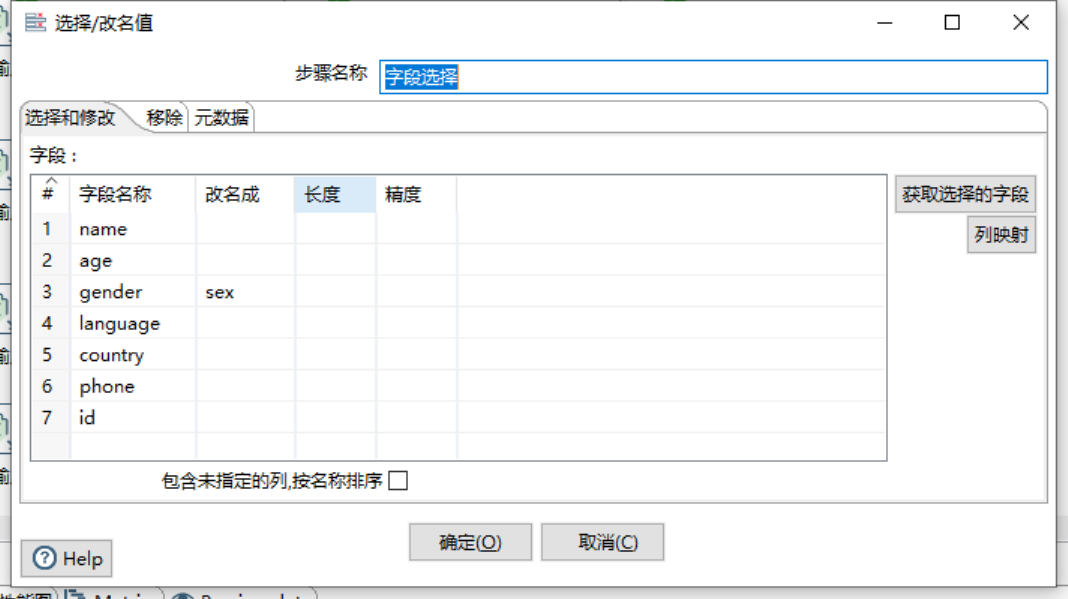 选择/改名值
步骤名称 字段选择
选择和修改 移除 元数据
字段：
# 字段名称 改名成 长度 精度
获取选择的字段
1 name
列映射
2 age
3 gender sex
4 language
5 country
6 phone
7 id
包含未指定的列,按名称排序
确定(O) 取消(C)
Help